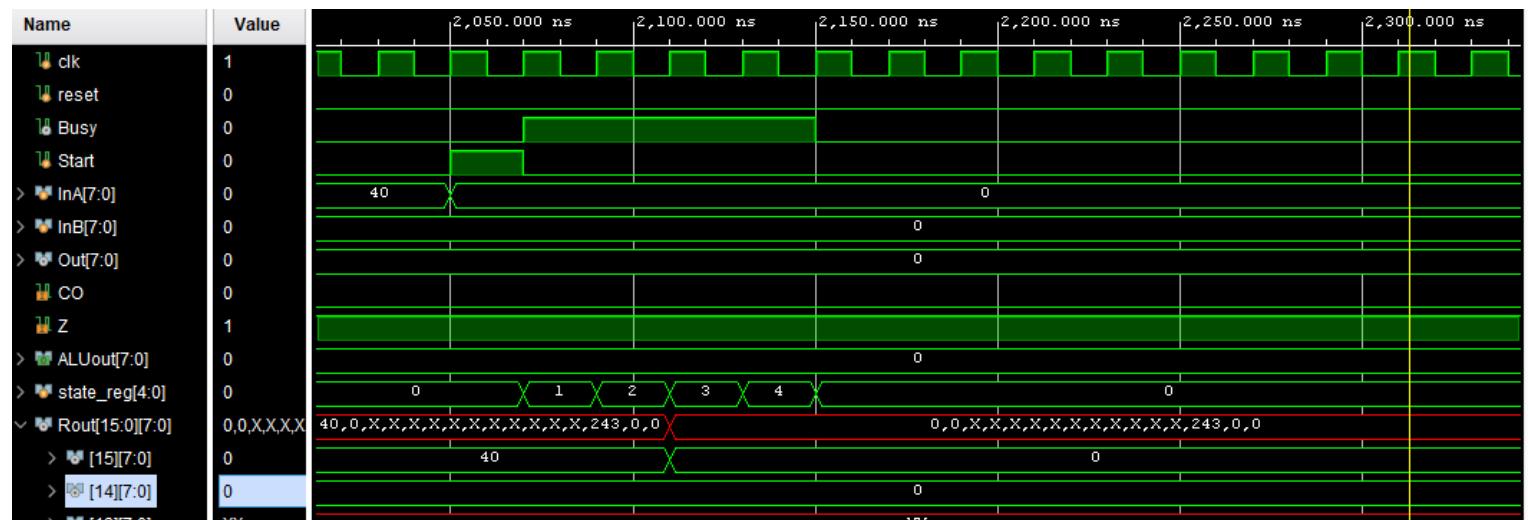 Name Value 2,050.000 ns 2,100.000 ns 2,150.000 ns 2,200.000 ns 2,250.000 ns 2,300.000 ns
clk 1
reset 0
Busy 0
Start 0
InA[7:0] 0 40 0
InB[7:0] 0 0
Out[7:0] 0 0
CO 0
Z 1
ALUout[7:0] 0 0
state_reg[4:0] 0 0 1 2 3 4 0
Rout[15:0][7:0] 0,0,X,X,X,X 40,0,X,X,X,X,X,X,X,X,X,X,X,243,0,0 0,0,X,X,X,X,X,X,X,X,X,X,X,243,0,0
[15][7:0] 0 40 0
[14][7:0] 0 0